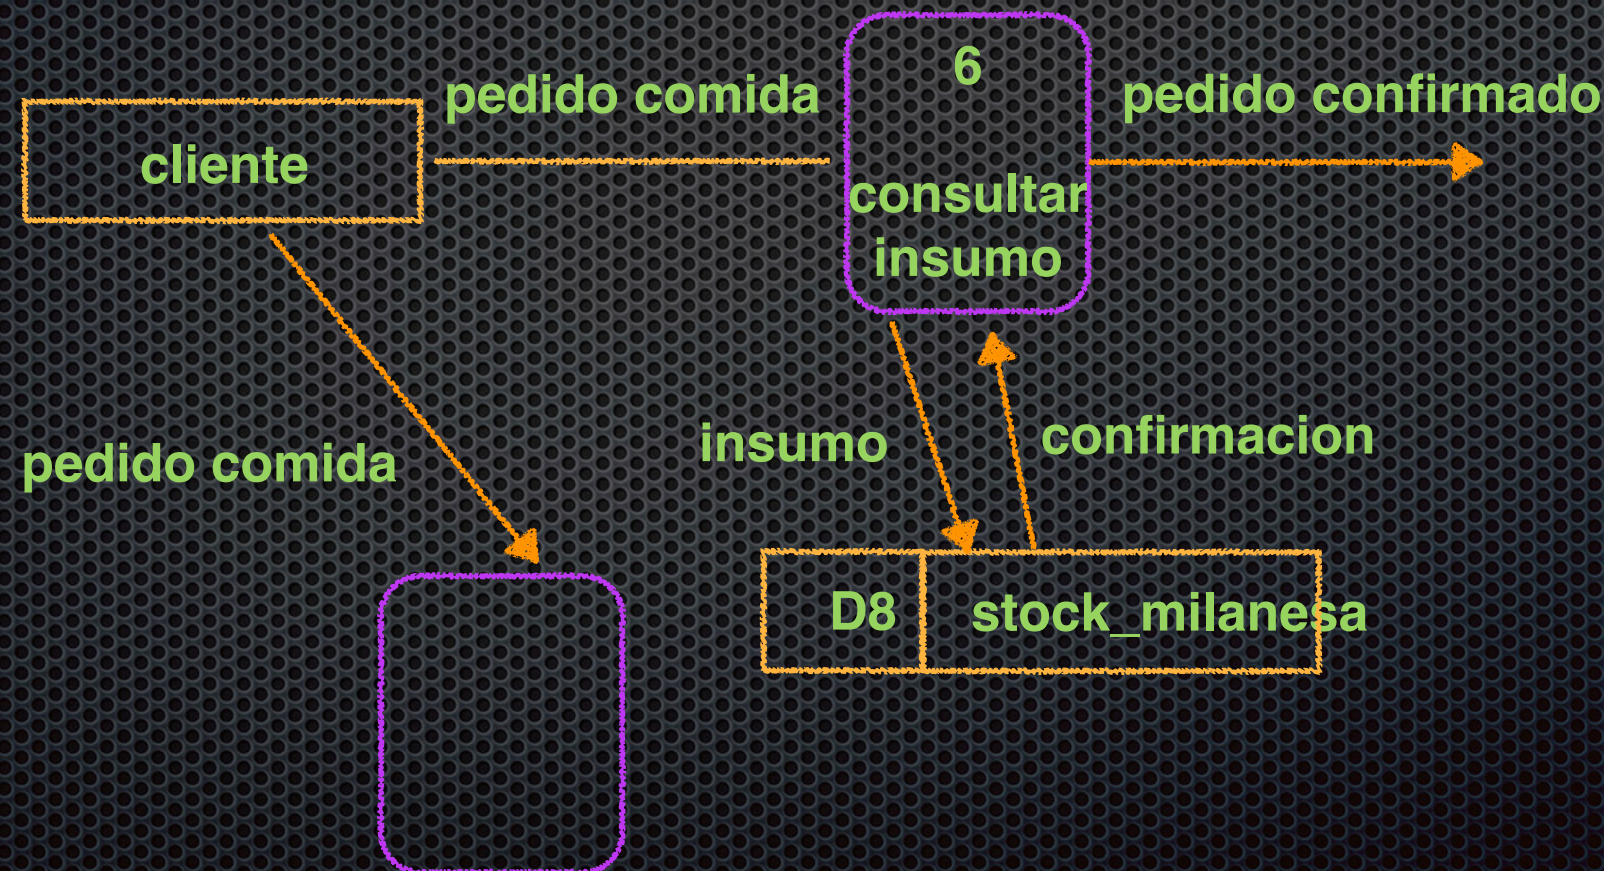 6
pedido comida
pedido confirmado
cliente
consultar
insumo
insumo
confirmacion
pedido comida
D8
stock_milanesa